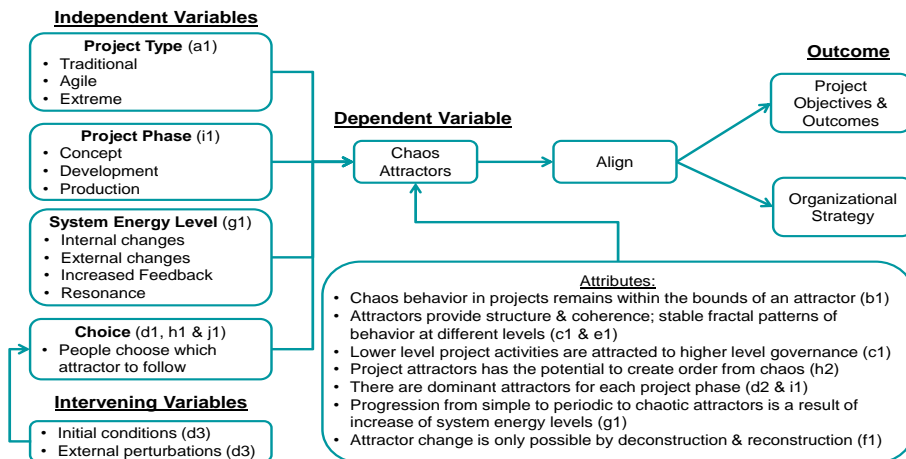 Independent Variables
Project Type (a1)
• Traditional
• Agile
• Extreme
Project Phase (i1)
• Concept
• Development
• Production
System Energy Level (g1)
• Internal changes
• External changes
• Increased Feedback
• Resonance
Choice (d1, h1 & j1)
• People choose which
attractor to follow
Intervening Variables
• Initial conditions (d3)
• External perturbations (d3)
Dependent Variable
Chaos
Attractors
Align
Outcome
Project
Objectives &
Outcomes
Organizational
Strategy
Attributes:
• Chaos behavior in projects remains within the bounds of an attractor (b1)
• Attractors provide structure & coherence; stable fractal patterns of
behavior at different levels (c1 & e1)
• Lower level project activities are attracted to higher level governance (c1)
• Project attractors has the potential to create order from chaos (h2)
• There are dominant attractors for each project phase (d2 & i1)
• Progression from simple to periodic to chaotic attractors is a result of
increase of system energy levels (g1)
• Attractor change is only possible by deconstruction & reconstruction (f1)